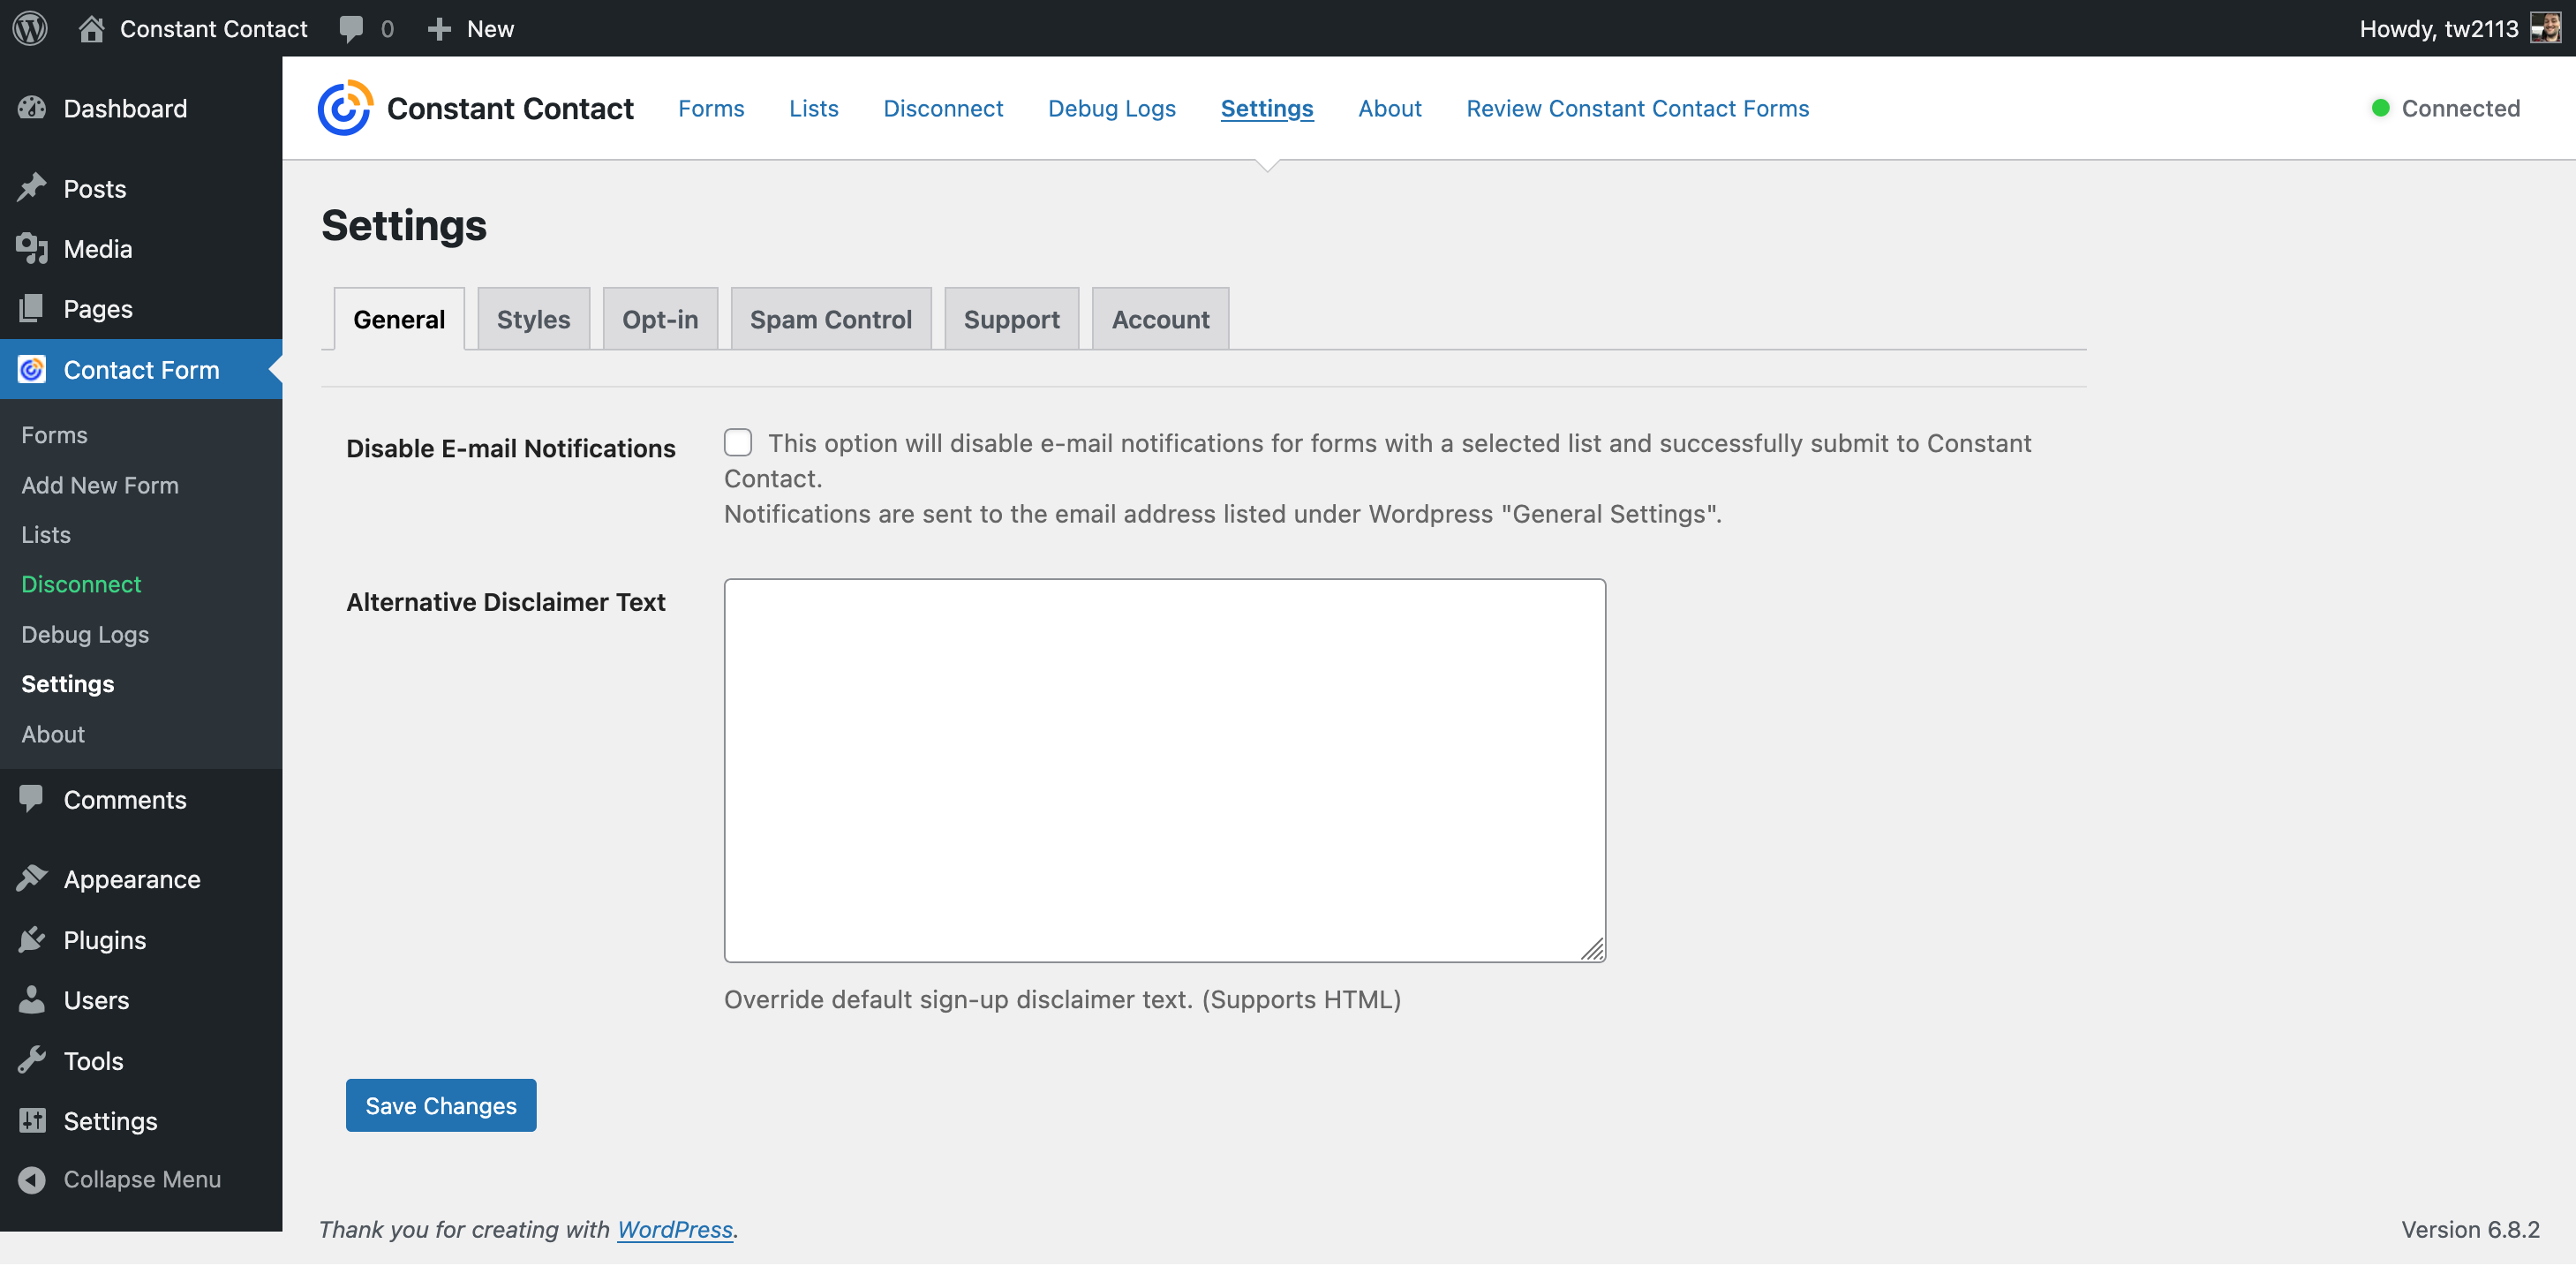 Constant Contact
0
New
Howdy, tw2113
Dashboard
Posts
Media
Pages
Contact Form
Forms
Add New Form
Lists
Disconnect
Debug Logs
Settings
About
Comments
Appearance
Plugins
Users
Tools
Settings
Collapse Menu
Constant Contact
Forms
Lists
Disconnect
Debug Logs
Settings
About
Review Constant Contact Forms
Connected
Settings
General
Styles
Opt-in
Spam Control
Support
Account
Disable E-mail Notifications
This option will disable e-mail notifications for forms with a selected list and successfully submit to Constant
Contact.
Notifications are sent to the email address listed under Wordpress "General Settings".
Alternative Disclaimer Text
Override default sign-up disclaimer text. (Supports HTML)
Save Changes
Thank you for creating with WordPress.
Version 6.8.2